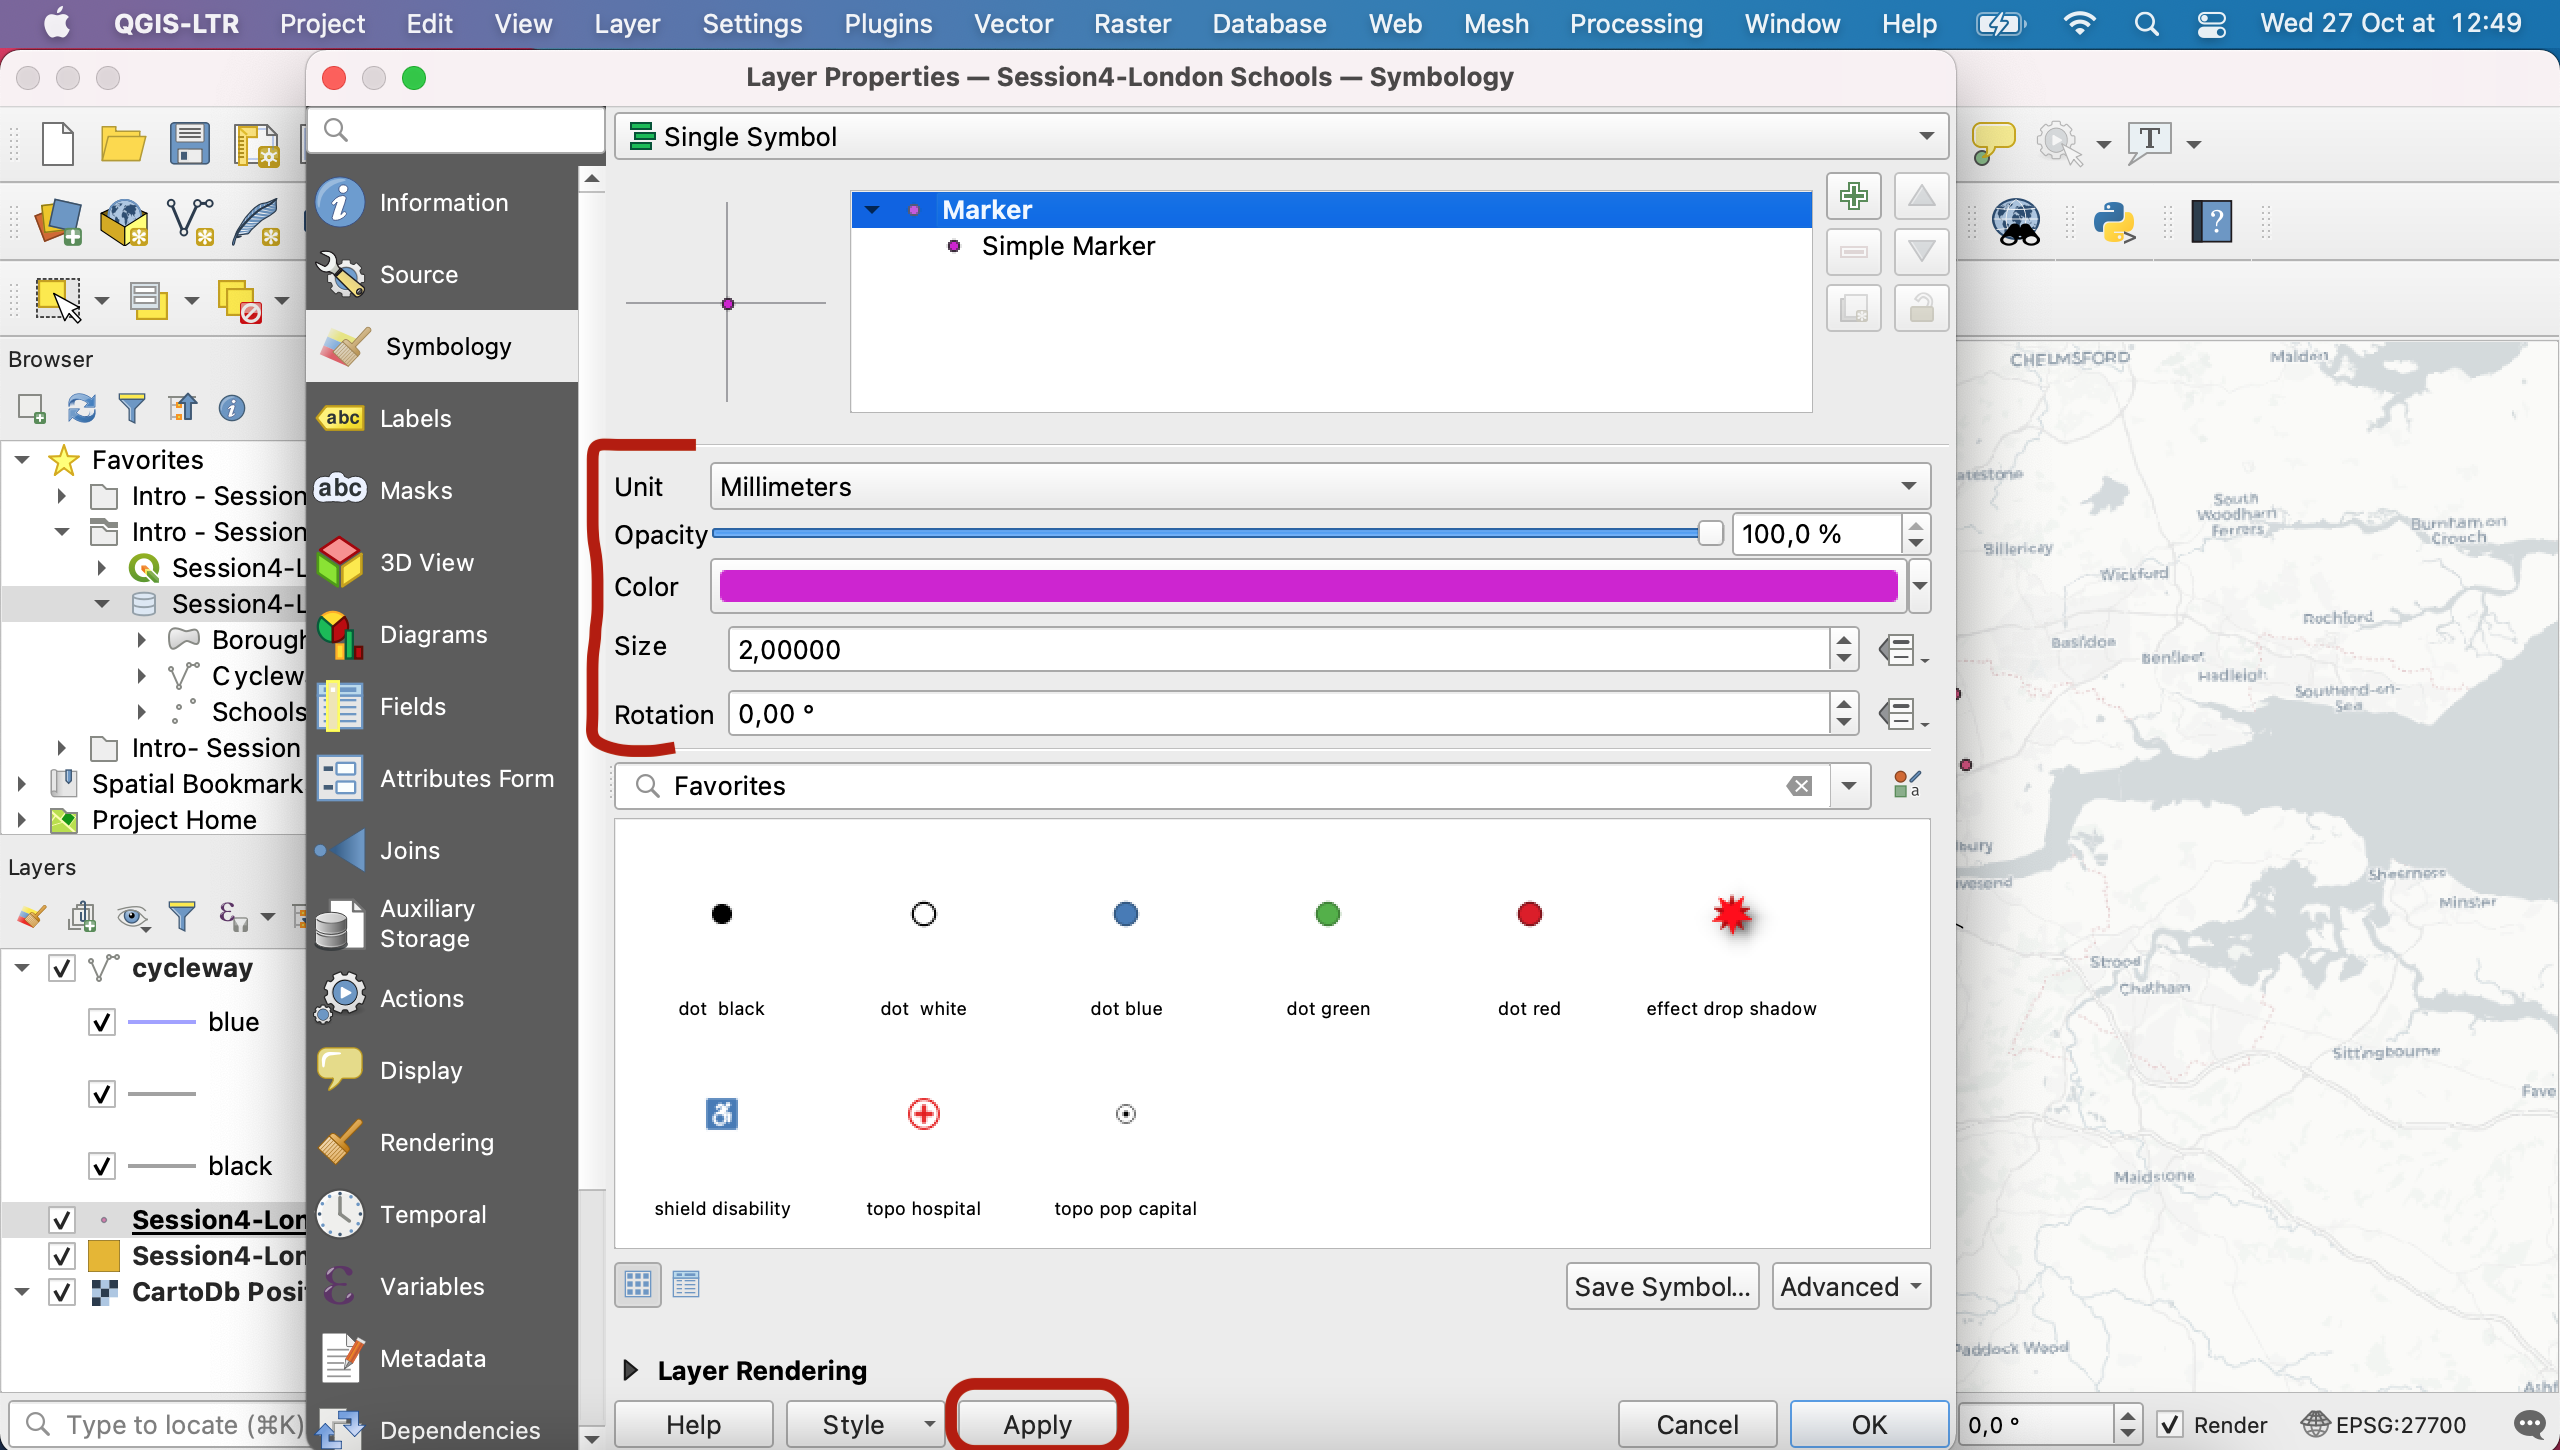 QGIS-LTR Project Edit View Layer Settings Plugins Vector Raster Database Web Mesh Processing Window Help Wed 27 Oct at 12:49
Layer Properties — Session4-London Schools — Symbology
Single Symbol
Information
Source
Symbology
Labels
Masks
3D View
Diagrams
Fields
Attributes Form
Joins
Auxiliary
Storage
Actions
Display
Rendering
Temporal
Variables
Metadata
Dependencies
abc
abc
Marker
Simple Marker
Unit Millimeters
Opacity 100,0 %
Color
Size 2,00000
Rotation 0,00 °
Favorites
dot black
dot white
dot blue
dot green
dot red
effect drop shadow
shield disability
topo hospital
topo pop capital
Save Symbol...
Advanced
Layer Rendering
Help
Style
Apply
Cancel
OK
Browser
Favorites
Intro - Session
Intro - Session
Session4-L
Session4-L
Borough
Cyclew
Schools
Intro- Session
Spatial Bookmark
Project Home
Layers
cycleway
blue
black
Session4-Lon
Session4-Lon
CartoDb Posi
Type to locate (⌘K)
T
?
CHELMSFORD
Maldon
South
Woodham
Ferrers
Burnham on
Crouch
Billericay
Wickford
Rochford
Basildon
Benfleet
Hadleigh
Southend-on-
Sea
Sheerness
Minster
Strood
Chatham
Sittingbourne
Fave
Maidstone
Paddock Wood
Ashf
0,0 °
Render
EPSG:27700